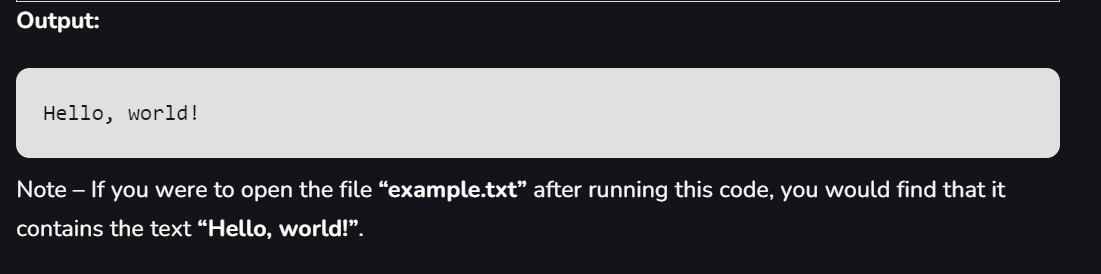 Output:
Hello, world!
Note – If you were to open the file “example.txt” after running this code, you would find that it
contains the text “Hello, world!”.